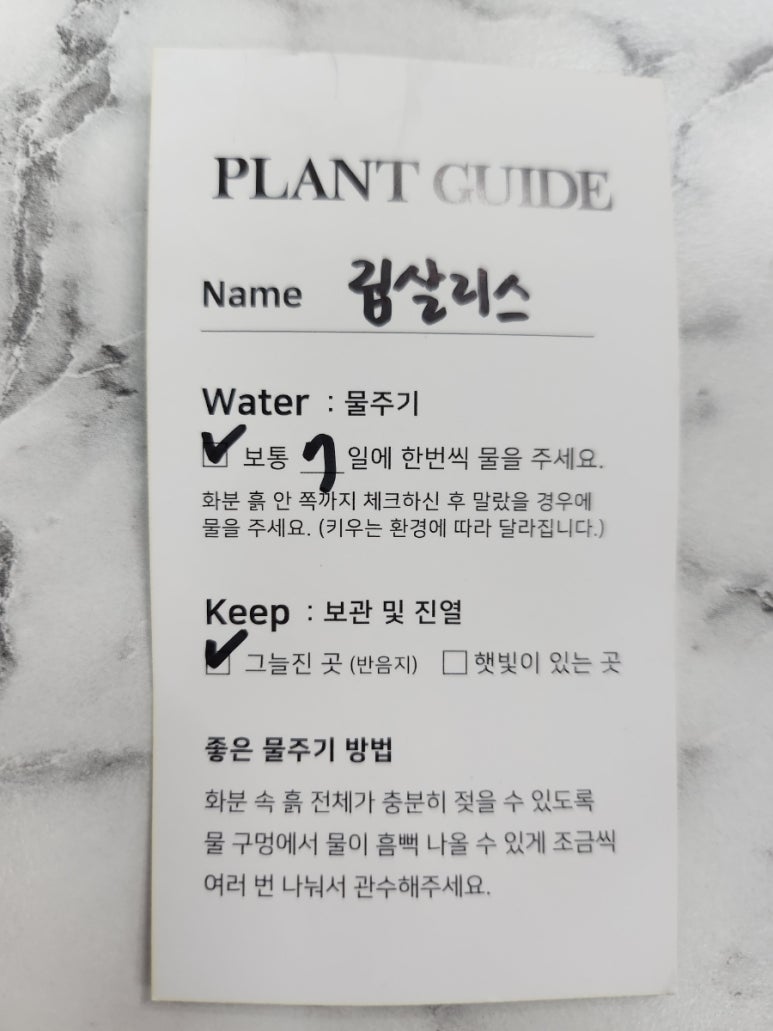 PLANT GUIDE
Name 립살리스
Water : 물주기
보통 7일에 한번씩 물을 주세요.
화분 흙 안 쪽까지 체크하신 후 말랐을 경우에
물을 주세요. (키우는 환경에 따라 달라집니다.)
Keep : 보관 및 진열
그늘진 곳 (반음지) 햇빛이 있는 곳
좋은 물주기 방법
화분 속 흙 전체가 충분히 젖을 수 있도록
물 구멍에서 물이 흠뻑 나올 수 있게 조금씩
여러 번 나눠서 관수해주세요.